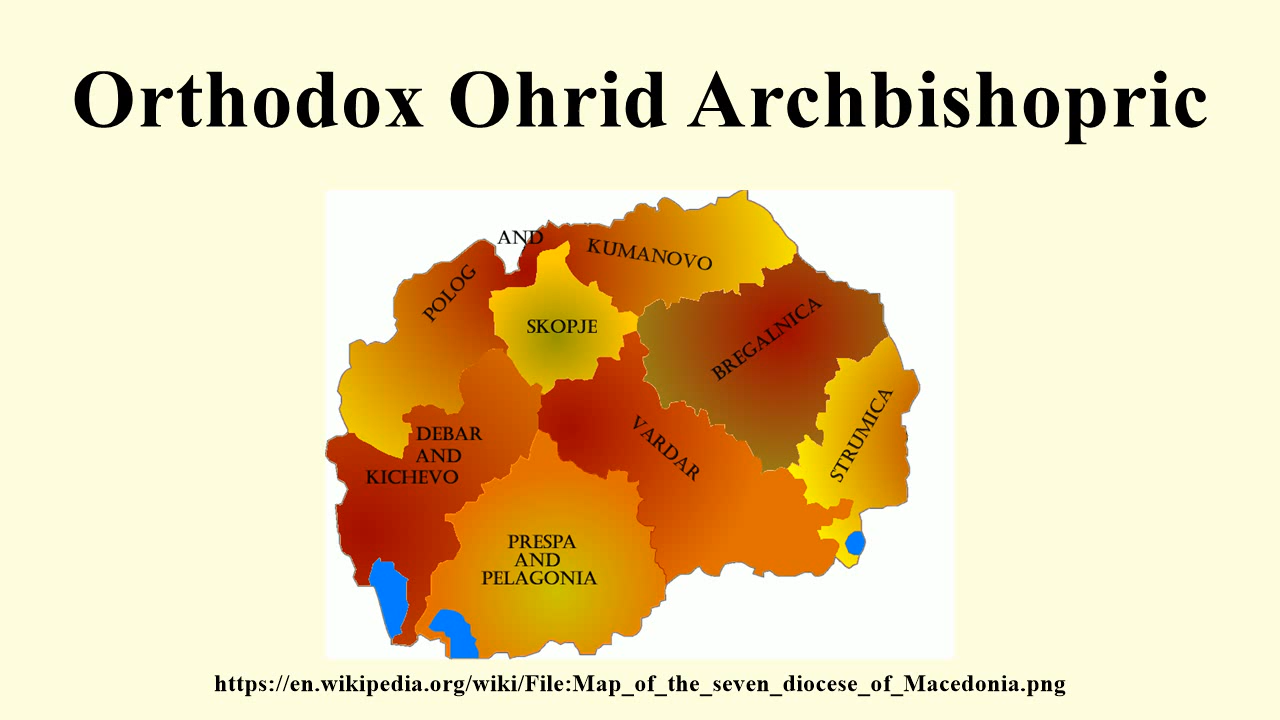 Orthodox Ohrid Archbishopric
AND
KUMANOVO
POLOG
SKOPJE
BREGALNICA
STRUMICA
VARDAR
DEBAR
AND
KICHEVO
PRESPA
AND
PELAGONIA
https://en.wikipedia.org/wiki/File:Map_of_the_seven_diocese_of_Macedonia.png